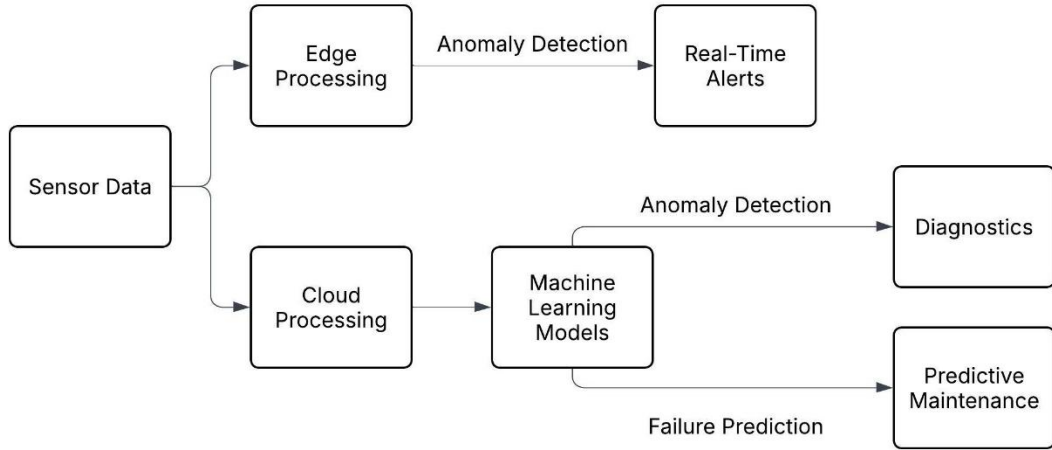 Edge
Processing
Anomaly Detection
Real-Time
Alerts
Sensor Data
Anomaly Detection
Diagnostics
Cloud
Processing
Machine
Learning
Models
Predictive
Maintenance
Failure Prediction